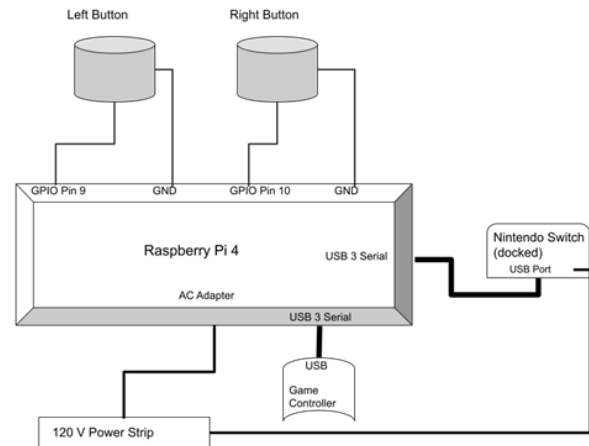 Left Button
Right Button
GPIO Pin 9
GND
GPIO Pin 10
GND
Raspberry Pi 4
USB 3 Serial
Nintendo Switch
(docked)
USB Port
AC Adapter
USB 3 Serial
USB
Game
Controller
120 V Power Strip